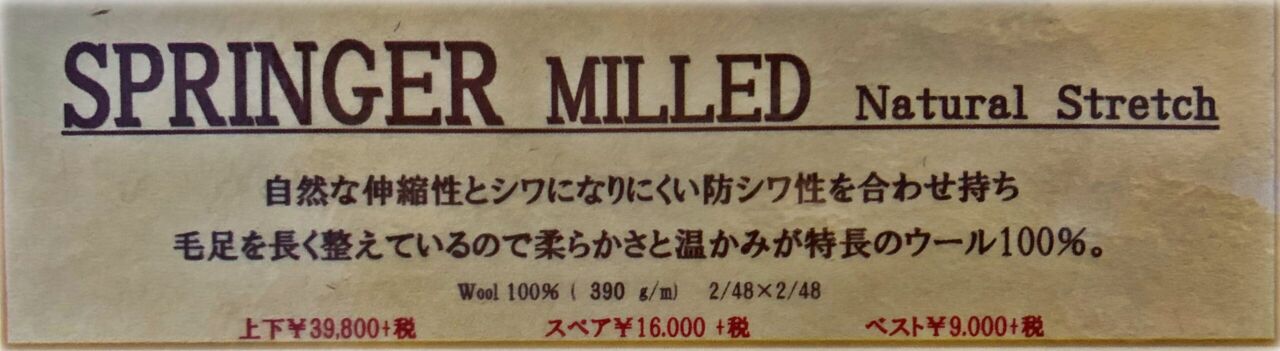 SPRINGER MILLED Natural Stretch
自然な伸縮性とシワになりにくい防シワ性を合わせ持ち
毛足を長く整えているので柔らかさと温かみが特長のウール100%。
Wool 100% ( 390 g/m) 2/48×2/48
上下¥39,800+税 スペア¥16.000 +税 ベスト¥9.000+税